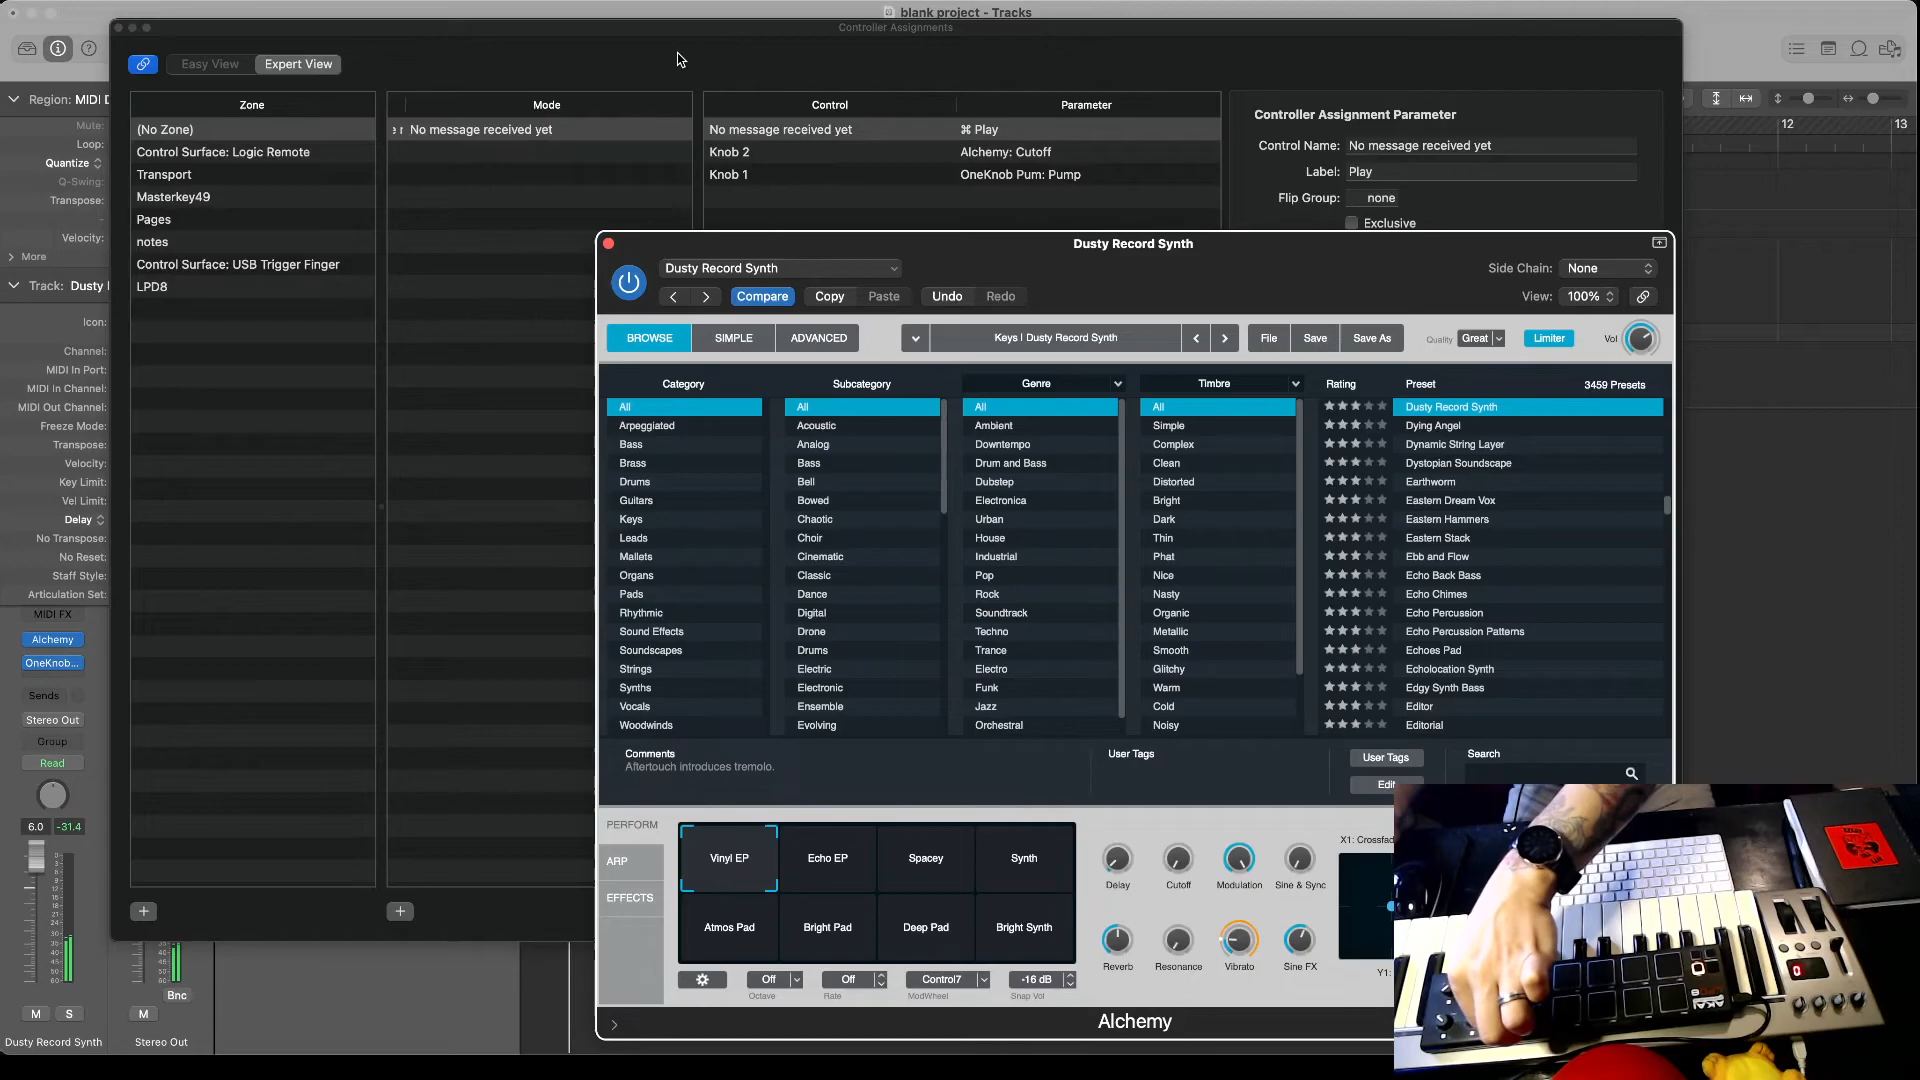 blank project - Tracks
Controller Assignments
Easy View
Expert View
Zone
(No Zone)
Control Surface: Logic Remote
Transport
Masterkey49
Pages
notes
Control Surface: USB Trigger Finger
LPD8
Mode
No message received yet
Control
Parameter
No message received yet
⌘ Play
Knob 2
Alchemy: Cutoff
Knob 1
OneKnob Pum: Pump
Controller Assignment Parameter
Control Name: No message received yet
Label: Play
Flip Group: none
Exclusive
12
13
Region: MIDI D
Mute:
Loop:
Quantize
Q-Swing:
Transpose:
Velocity:
More
Track: Dusty
Icon:
Channel:
MIDI In Port:
MIDI In Channel:
MIDI Out Channel:
Freeze Mode:
Transpose:
Velocity:
Key Limit:
Vel Limit:
Delay
No Transpose:
No Reset:
Staff Style:
Articulation Set:
MIDI FX
Alchemy
OneKnob...
Sends
Stereo Out
Group
Read
6.0
-31.4
Bnc
M
S
M
Dusty Record Synth
Stereo Out
Dusty Record Synth
Dusty Record Synth
Side Chain: None
Compare
Copy
Paste
Undo
Redo
View: 100%
BROWSE
SIMPLE
ADVANCED
Keys | Dusty Record Synth
File
Save
Save As
Quality
Great
Limiter
Vol
Category
All
Arpeggiated
Bass
Brass
Drums
Guitars
Keys
Leads
Mallets
Organs
Pads
Rhythmic
Sound Effects
Soundscapes
Strings
Synths
Vocals
Woodwinds
Subcategory
All
Acoustic
Analog
Bass
Bell
Bowed
Chaotic
Choir
Cinematic
Classic
Dance
Digital
Drone
Drums
Electric
Electronic
Ensemble
Evolving
Genre
All
Ambient
Downtempo
Drum and Bass
Dubstep
Electronica
Urban
House
Industrial
Pop
Rock
Soundtrack
Techno
Trance
Electro
Funk
Jazz
Orchestral
Timbre
All
Simple
Complex
Clean
Distorted
Bright
Dark
Thin
Phat
Nice
Nasty
Organic
Metallic
Smooth
Glitchy
Warm
Cold
Noisy
Rating
Preset
3459 Presets
Dusty Record Synth
Dying Angel
Dynamic String Layer
Dystopian Soundscape
Earthworm
Eastern Dream Vox
Eastern Hammers
Eastern Stack
Ebb and Flow
Echo Back Bass
Echo Chimes
Echo Percussion
Echo Percussion Patterns
Echoes Pad
Echolocation Synth
Edgy Synth Bass
Editor
Editorial
Comments
Aftertouch introduces tremolo.
User Tags
User Tags
Edit
Search
PERFORM
ARP
EFFECTS
Vinyl EP
Echo EP
Spacey
Synth
Atmos Pad
Bright Pad
Deep Pad
Bright Synth
Off
Octave
Off
Rate
Control7
ModWheel
-16 dB
Snap Vol
Delay
Cutoff
Modulation
Sine & Sync
Reverb
Resonance
Vibrato
Sine FX
X1: Crossfad
Y1:
Alchemy
AKAI